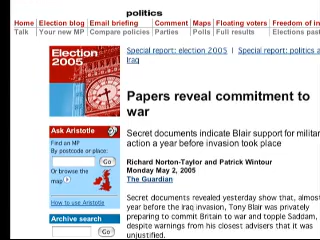 politics
Home Election blog Email briefing Comment Maps Floating voters Freedom of in
Talk Your new MP Compare policies Parties Polls Full results Elections past
Election
2005
Special report: election 2005 | Special report: politics a
Iraq
Papers reveal commitment to
war
Secret documents indicate Blair support for militar
action a year before invasion took place
Ask Aristotle
Find an MP
By postcode or place:
Go
Or browse the
map
How to use Aristotle
Richard Norton-Taylor and Patrick Wintour
Monday May 2, 2005
The Guardian
Secret documents revealed yesterday show that, almos
year before the Iraq invasion, Tony Blair was privately
preparing to commit Britain to war and topple Saddam,
despite warnings from his closest advisers that it was
unjustified.
Archive search
Go